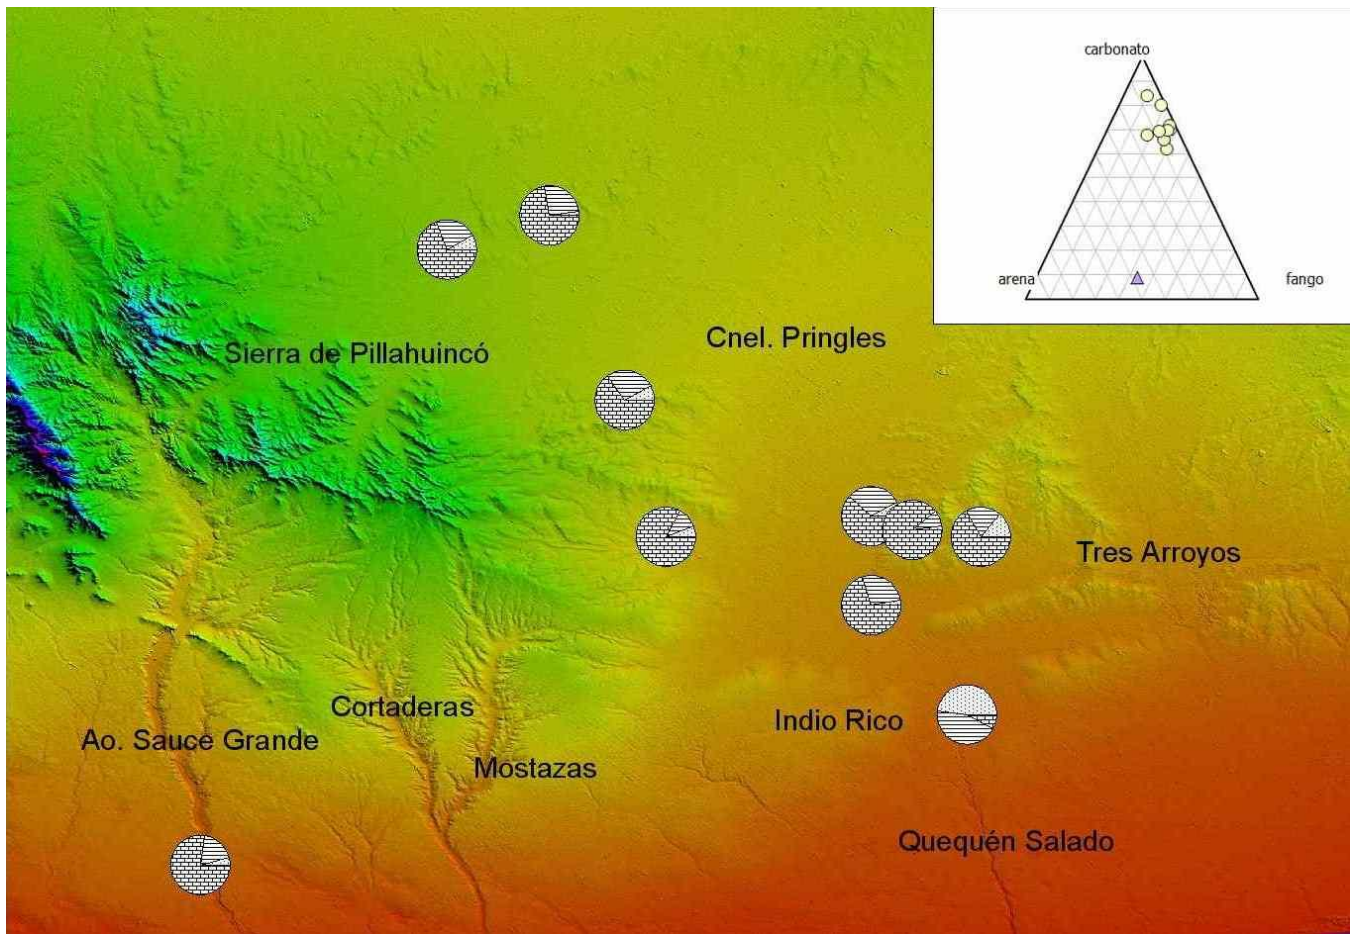 carbonato
arena
fango
Cnel. Pringles
Sierra de Pillahuincó
Tres Arroyos
Cortaderas
Indio Rico
Ao. Sauce Grande
Mostazas
Quequén Salado